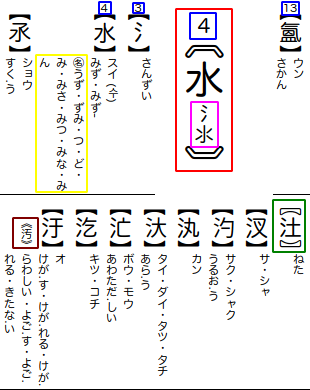 13
【氳】
ウン
さかん
4
《水氵氺》
3
【氵】
さんずい
4
【水】
スイ
みず・みず-
㊔うず・ずみ・つ・ど・
み・みさ・みつ・みな・み
ん
【氶】
ショウ
すく.う
〖汢〗
ねた
【汊】
サ・シャ
【汋】
サク・シャク
うるお.う
【汍】
カン
【汏】
タイ・ダイ・タツ・タチ
あら.う
【汒】
ボウ・モウ
あわただ.しい
【汔】
キツ・コチ
【汙】
《汚》
オ
けが.す・けが.れる・けが.
らわしい・よご.す・よご.
れる・きたな.い